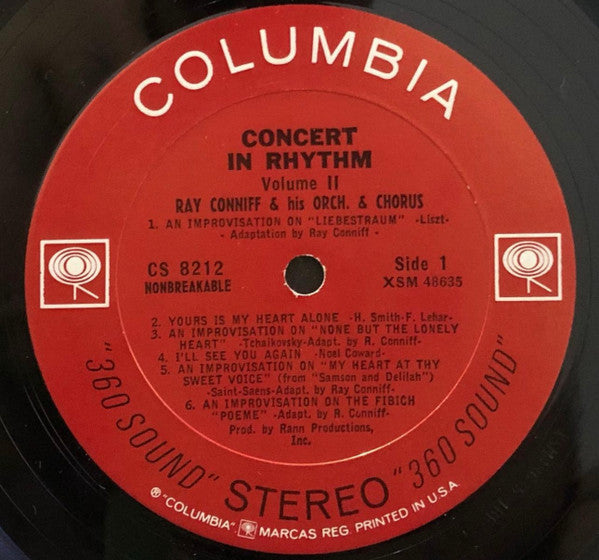 COLUMBIA
CONCERT
IN RHYTHM
Volume II
RAY CONNIFF & his ORCH. & CHORUS
1. AN IMPROVISATION ON "LIEBESTRAUM" -Liszt-
- Adaptation by Ray Conniff -
CS 8212
NONBREAKABLE
Side 1
XSM 48635
2. YOURS IS MY HEART ALONE -H. Smith-F. Lehar-
3. AN IMPROVISATION ON "NONE BUT THE LONELY
HEART" -Tchaikovsky-Adapt. by R. Conniff-
4. I'LL SEE YOU AGAIN -Noel Coward-
5. AN IMPROVISATION ON "MY HEART AT THY
SWEET VOICE" (from "Samson and Delilah")
-Saint-Saens-Adapt. by Ray Conniff-
6. AN IMPROVISATION ON THE FIBICH
"POEME" -Adapt. by R. Conniff-
Prod. by Rann Productions,
Inc.
"360 SOUND" STEREO "360 SOUND"
℗ "COLUMBIA". MARCAS REG. PRINTED IN U.S.A.